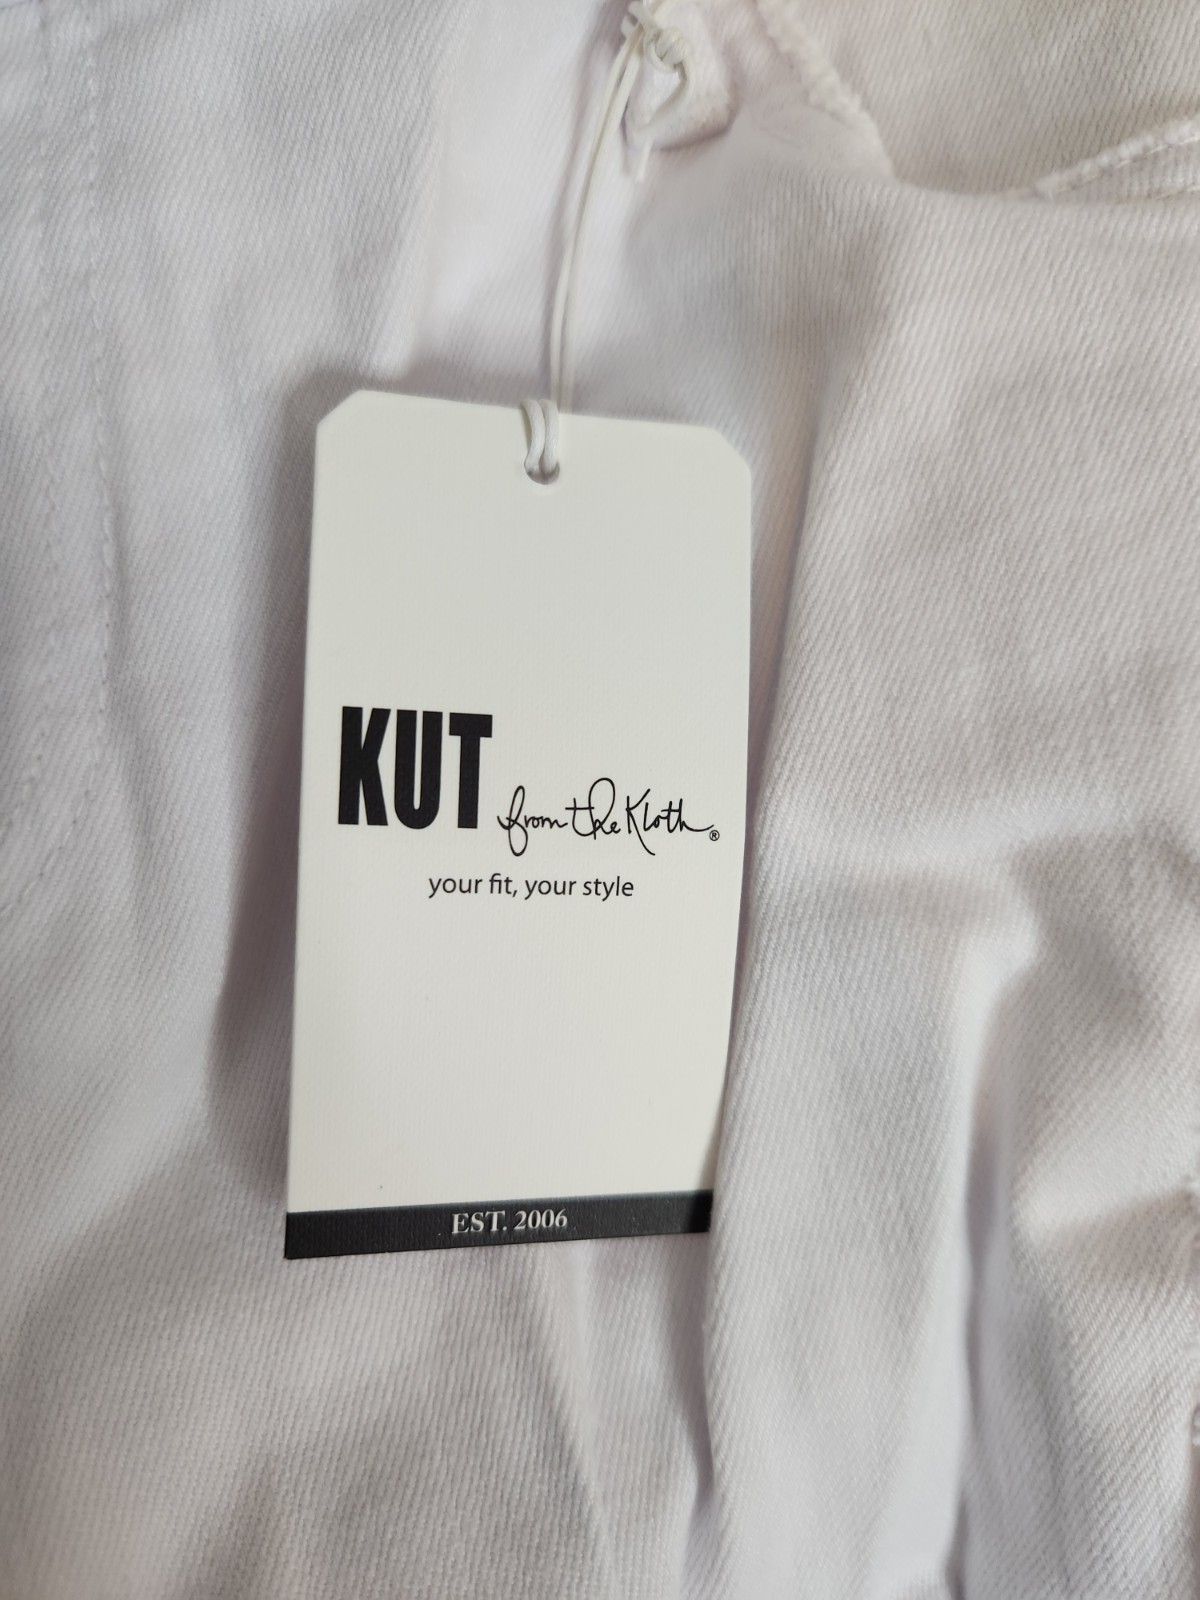 KUT from the Kloth®
your fit, your style
EST. 2006